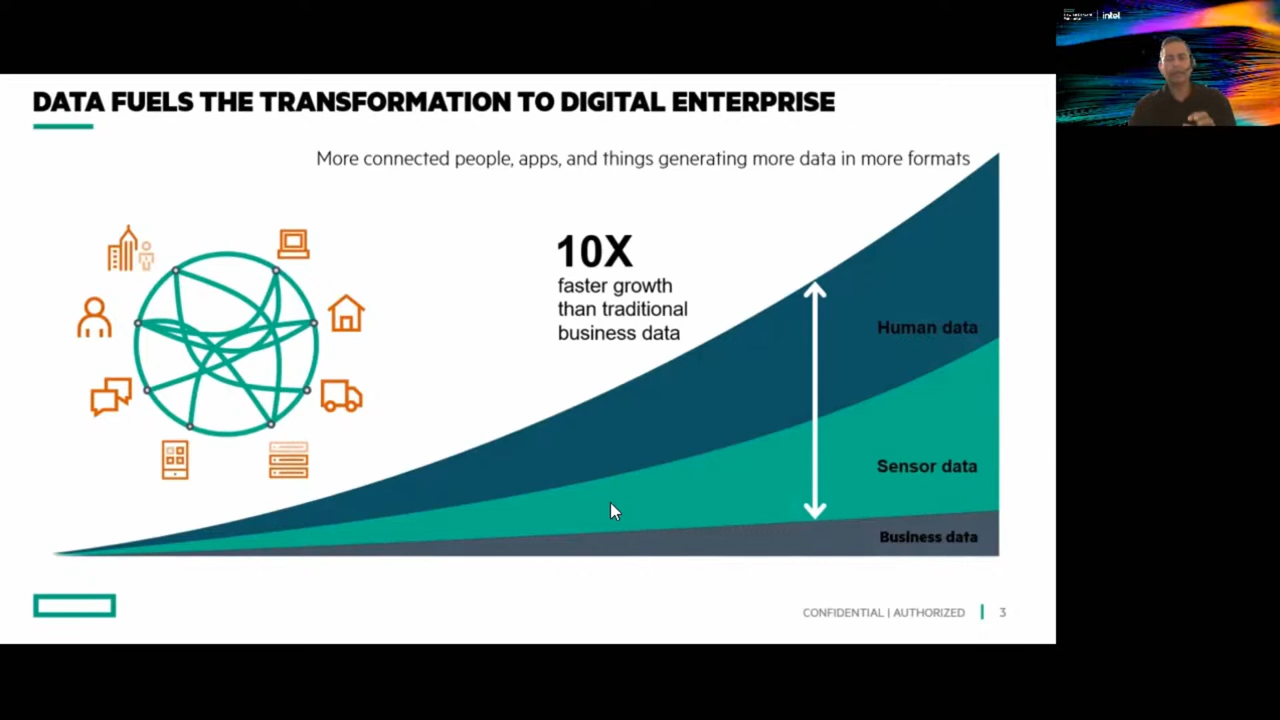 DATA FUELS THE TRANSFORMATION TO DIGITAL ENTERPRISE
More connected people, apps, and things generating more data in more formats
10X
faster growth
than traditional
business data
Human data
Sensor data
Business data
CONFIDENTIAL | AUTHORIZED
3
intel